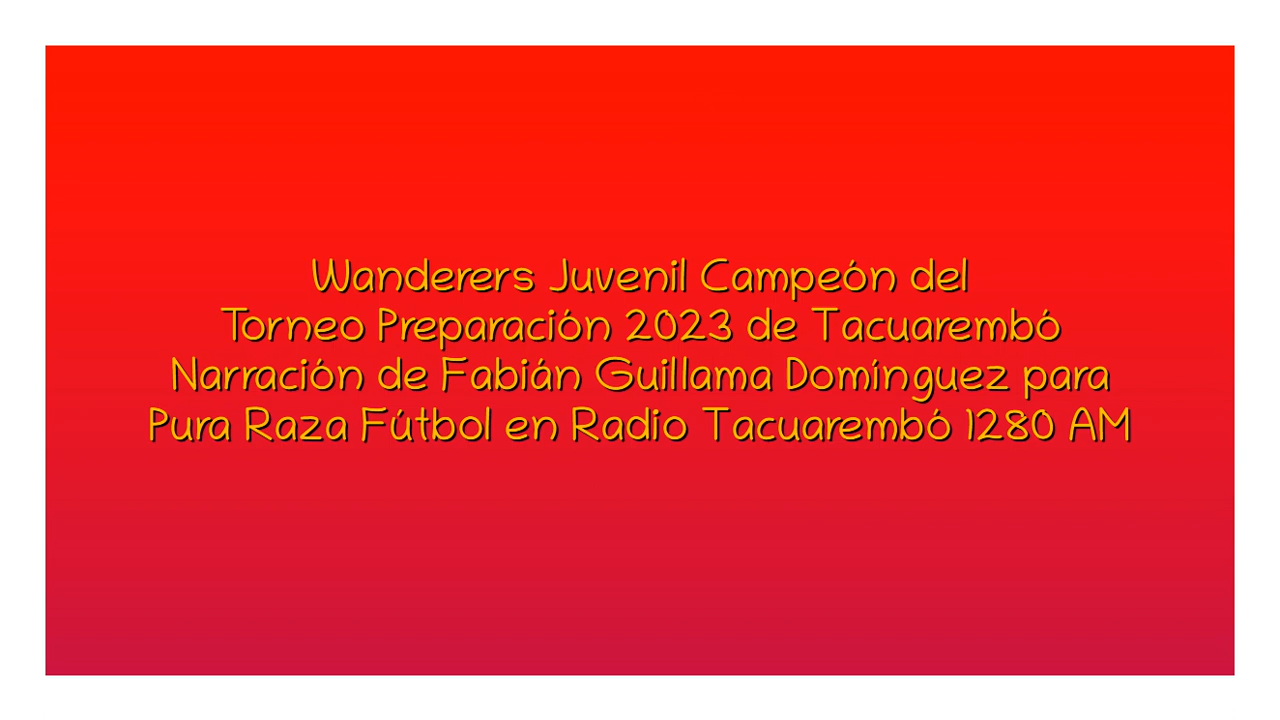 Wanderers Juvenil Campeón del
Torneo Preparación 2023 de Tacuarembó
Narración de Fabián Guillama Domínguez para
Pura Raza Fútbol en Radio Tacuarembó 1280 AM